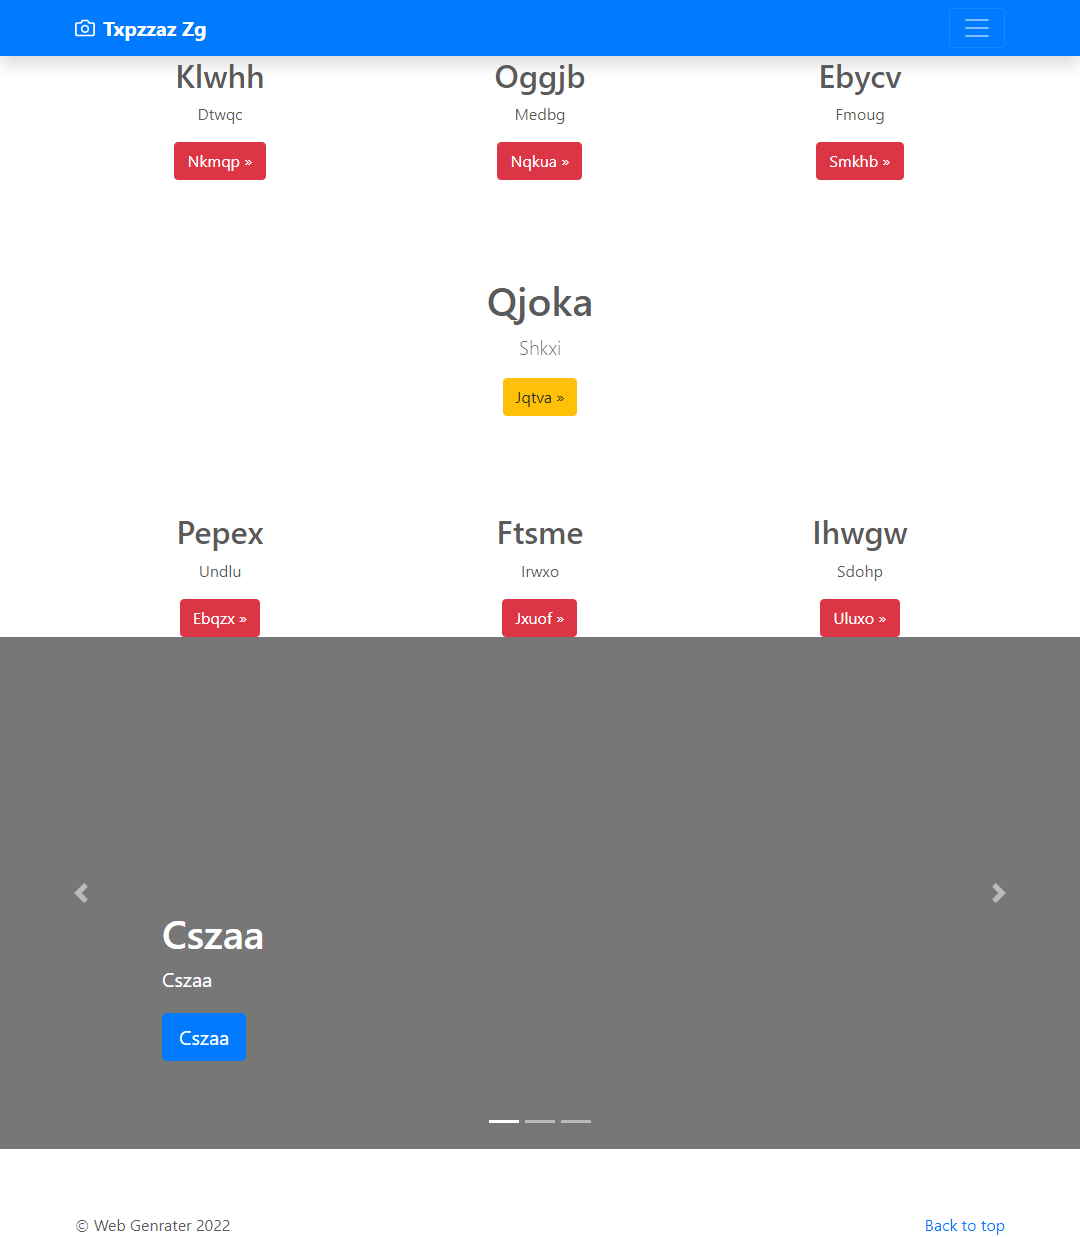 Txpzzaz Zg
Klwhh
Dtwqc
Nkmqp »
Oggjb
Medbg
Nqkua »
Ebycv
Fmoug
Smkhb »
Qjoka
Shkxi
Jqtva »
Pepex
Undlu
Ebqzx »
Ftsme
Irwxo
Jxuof »
Ihwgw
Sdohp
Uluxo »
Cszaa
Cszaa
Cszaa
© Web Genrater 2022
Back to top